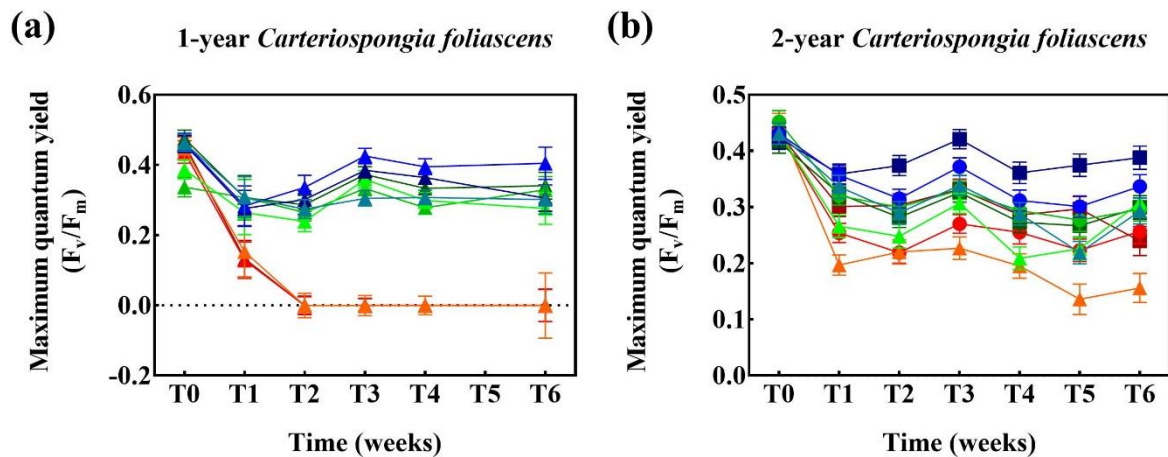 (a)
1-year Carteriospongia foliascens
Maximum quantum yield
(Fv/Fm)
0.6
0.4
0.2
0.0
-0.2
T0 T1 T2 T3 T4 T5 T6
Time (weeks)
(b)
2-year Carteriospongia foliascens
Maximum quantum yield
(Fv/Fm)
0.5
0.4
0.3
0.2
0.1
0.0
T0 T1 T2 T3 T4 T5 T6
Time (weeks)